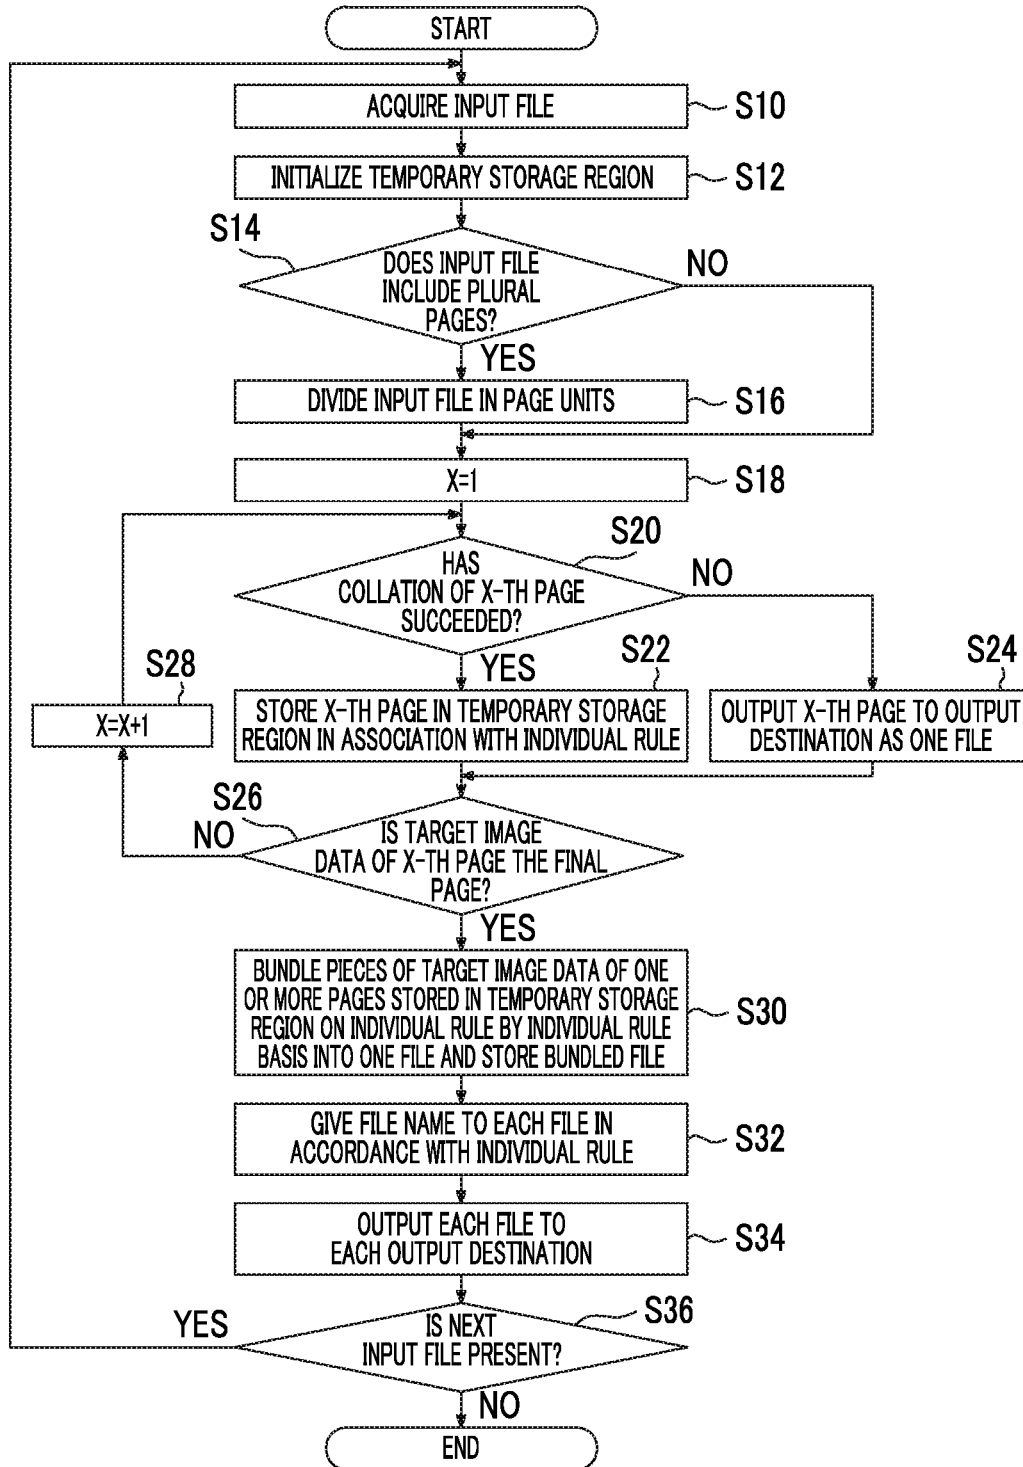 START
ACQUIRE INPUT FILE
S10
INITIALIZE TEMPORARY STORAGE REGION
S12
S14
DOES INPUT FILE
INCLUDE PLURAL
PAGES?
NO
YES
DIVIDE INPUT FILE IN PAGE UNITS
S16
X=1
S18
S20
HAS
COLLATION OF X-TH PAGE
SUCCEEDED?
NO
YES
S22
STORE X-TH PAGE IN TEMPORARY STORAGE
REGION IN ASSOCIATION WITH INDIVIDUAL RULE
S24
OUTPUT X-TH PAGE TO OUTPUT
DESTINATION AS ONE FILE
S28
X=X+1
S26
NO
IS TARGET IMAGE
DATA OF X-TH PAGE THE FINAL
PAGE?
YES
BUNDLE PIECES OF TARGET IMAGE DATA OF ONE
OR MORE PAGES STORED IN TEMPORARY STORAGE
REGION ON INDIVIDUAL RULE BY INDIVIDUAL RULE
BASIS INTO ONE FILE AND STORE BUNDLED FILE
S30
GIVE FILE NAME TO EACH FILE IN
ACCORDANCE WITH INDIVIDUAL RULE
S32
OUTPUT EACH FILE TO
EACH OUTPUT DESTINATION
S34
YES
IS NEXT
INPUT FILE PRESENT?
S36
NO
END